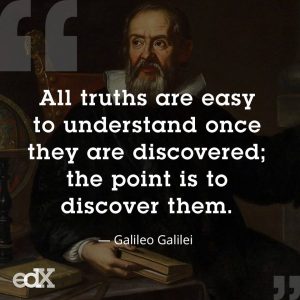 All truths are easy
to understand once
they are discovered;
the point is to
discover them.
— Galileo Galilei
edX